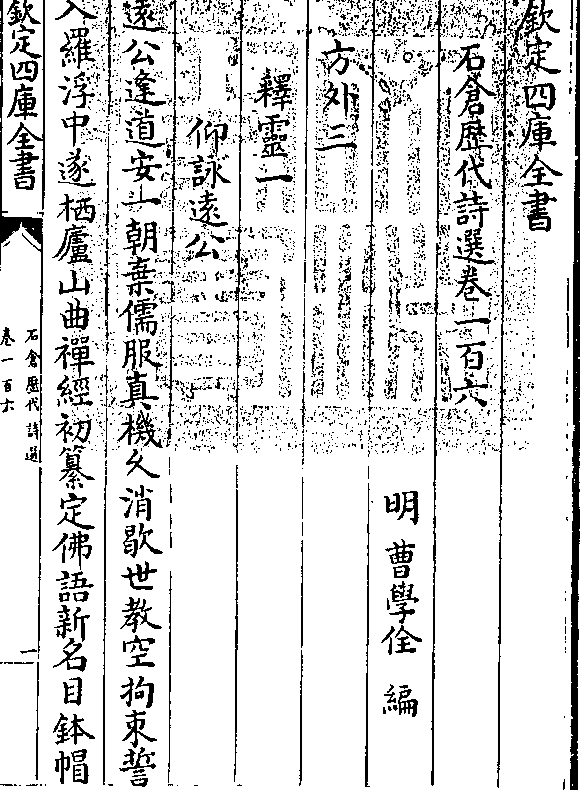 欽定四庫全書
石倉歴代詩選卷一百六
明　曹學佺　編
方外三
釋靈一
仰詠遠公
遠公逢道安一朝棄儒服真機久消歇世教空拘束誓
入羅浮中遂栖廬山曲禪經初纂定佛語新名目鉢帽
欽定四庫全書
石倉歴代詩選
卷一百六
一